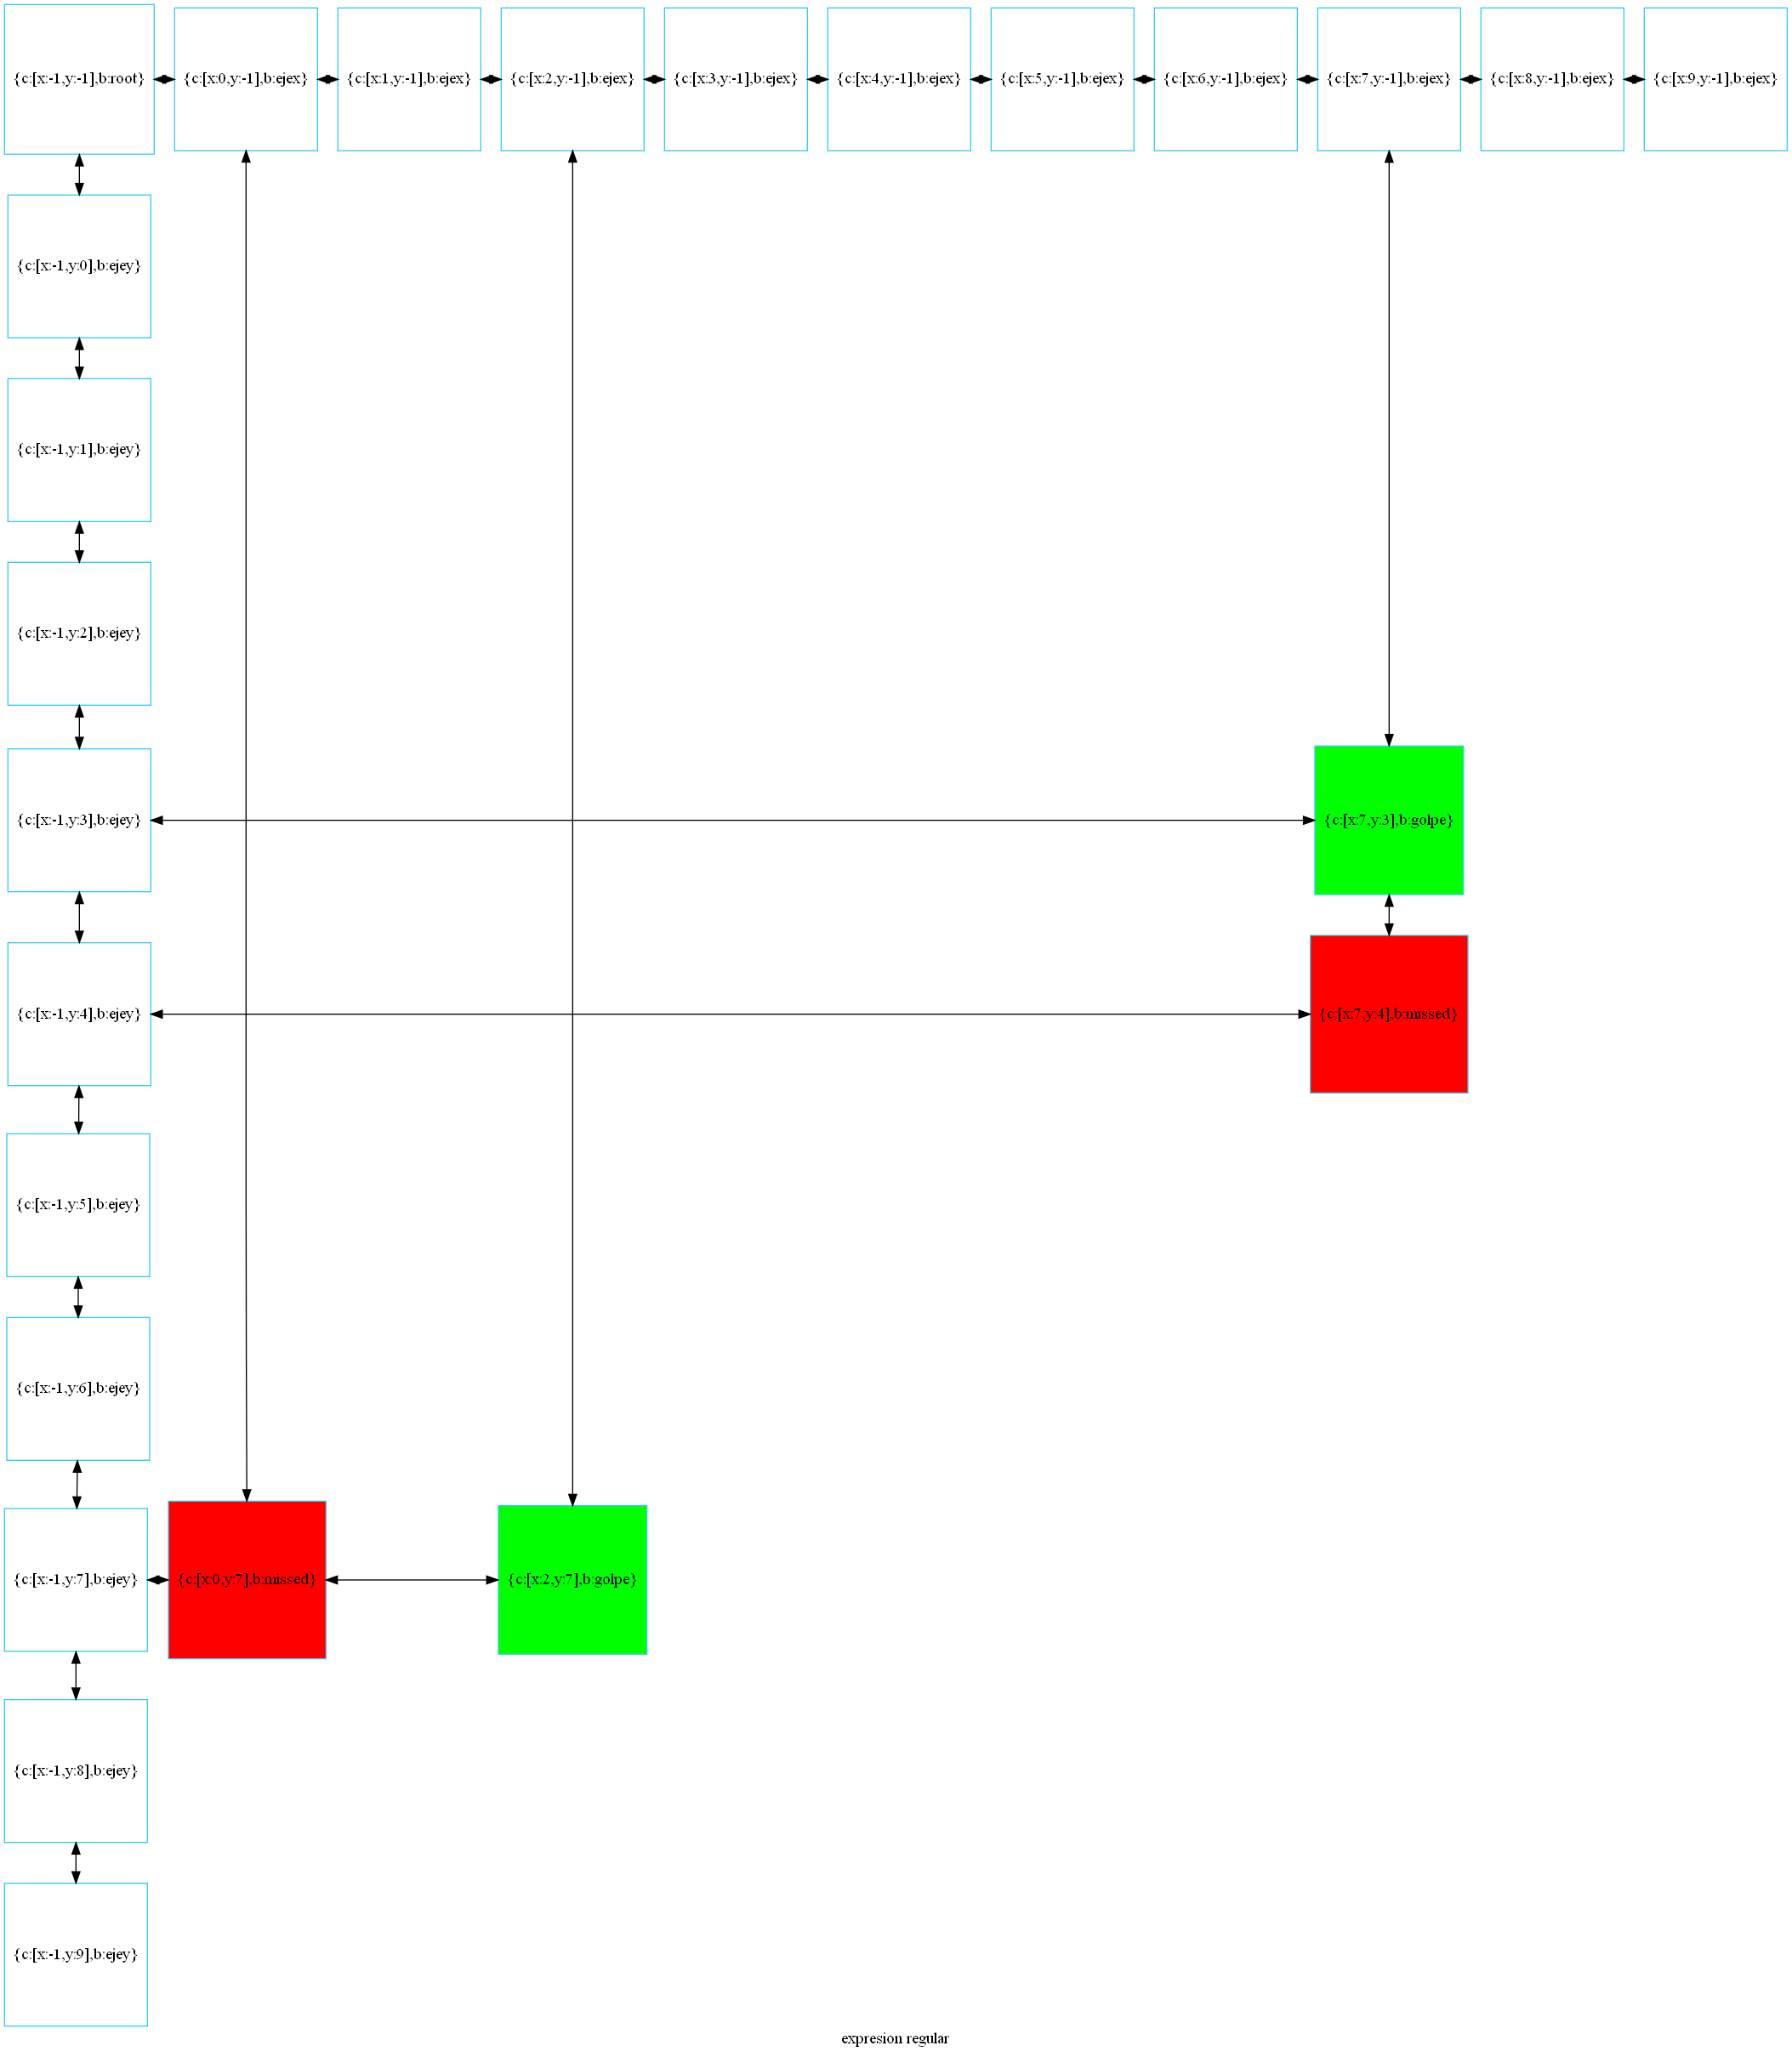 {c:[x:-1,y:-1],b:root} {c:[x:0,y:-1],b:ejex} {c:[x:1,y:-1],b:ejex} {c:[x:2,y:-1],b:ejex} {c:[x:3,y:-1],b:ejex} {c:[x:4,y:-1],b:ejex} {c:[x:5,y:-1],b:ejex} {c:[x:6,y:-1],b:ejex} {c:[x:7,y:-1],b:ejex} {c:[x:8,y:-1],b:ejex} {c:[x:9,y:-1],b:ejex}
{c:[x:-1,y:0],b:ejey}
{c:[x:-1,y:1],b:ejey}
{c:[x:-1,y:2],b:ejey}
{c:[x:-1,y:3],b:ejey} {c:[x:7,y:3],b:golpe}
{c:[x:-1,y:4],b:ejey} {c:[x:7,y:4],b:missed}
{c:[x:-1,y:5],b:ejey}
{c:[x:-1,y:6],b:ejey}
{c:[x:-1,y:7],b:ejey} {c:[x:0,y:7],b:missed} {c:[x:2,y:7],b:golpe}
{c:[x:-1,y:8],b:ejey}
{c:[x:-1,y:9],b:ejey}
expresion regular